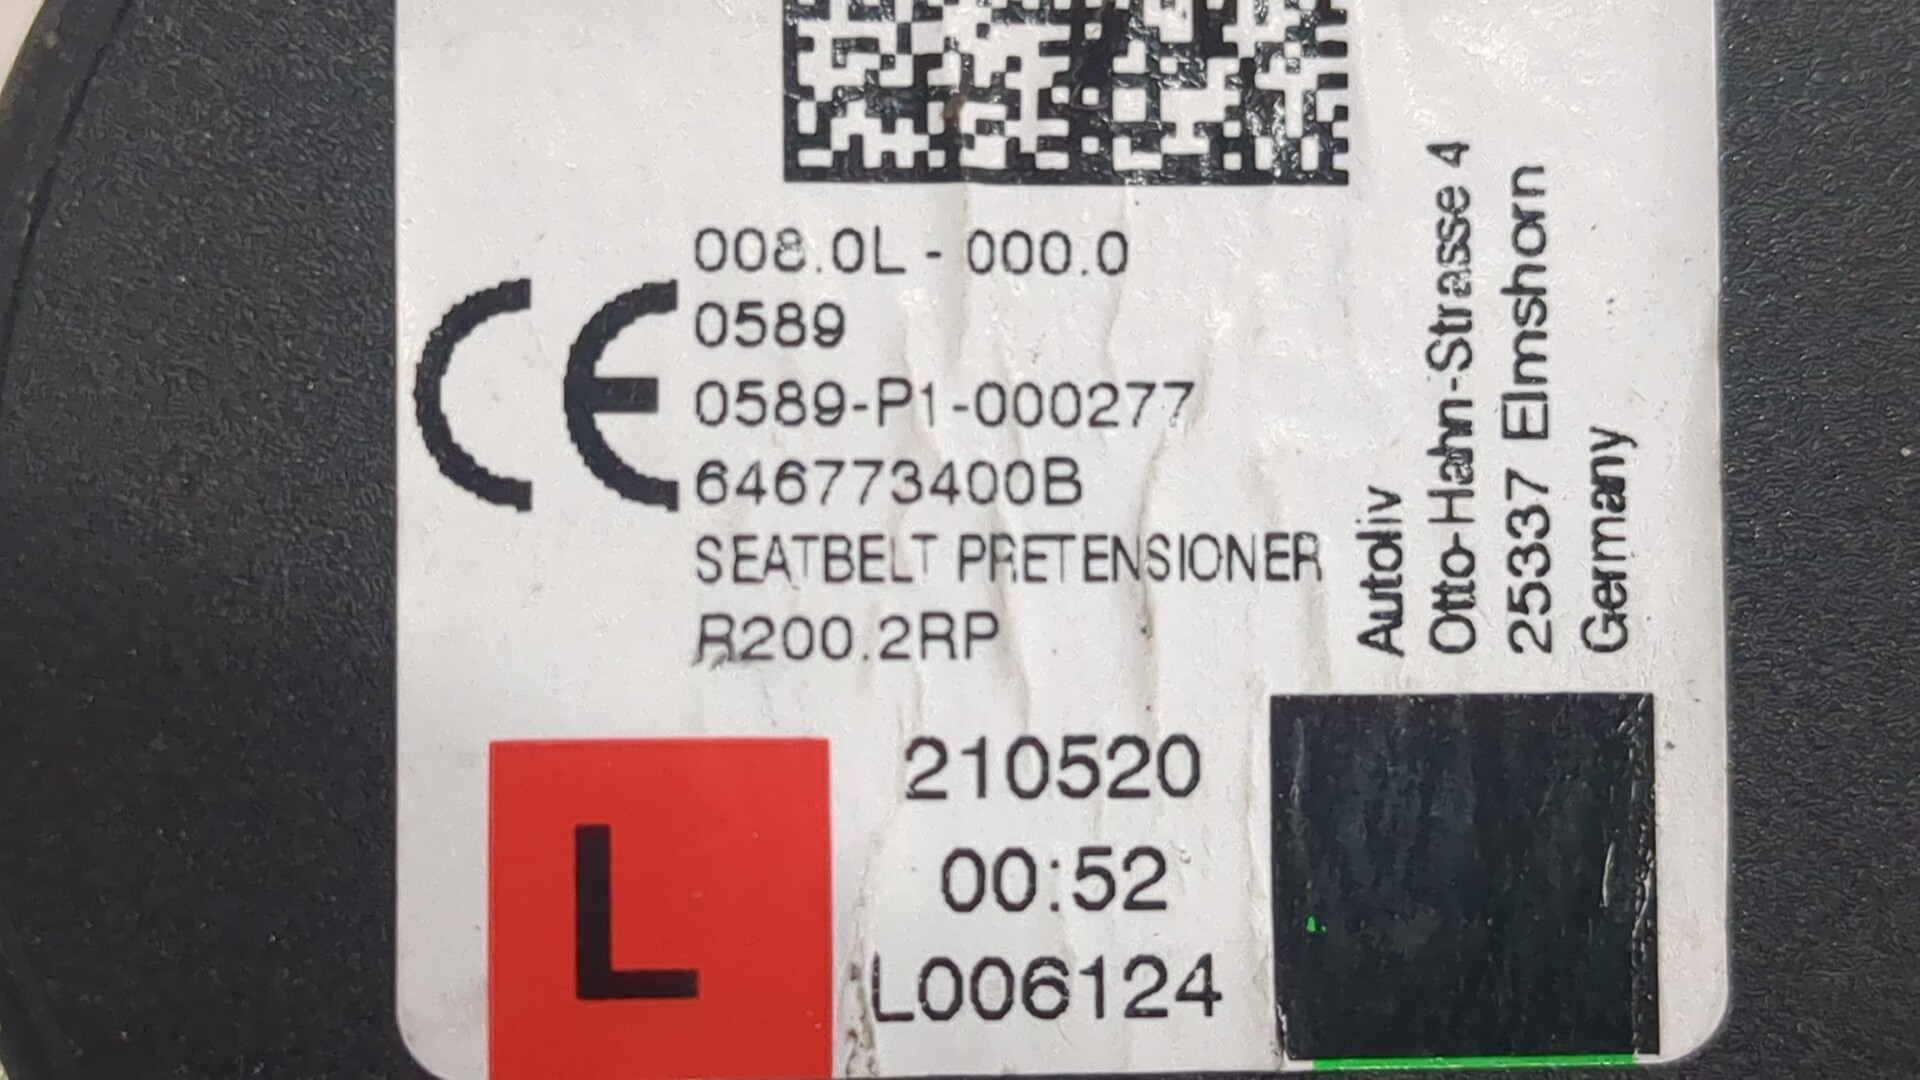 008.0L - 000.0
CE
0589
0589-P1-000277
646773400B
SEATBELT PRETENSIONER
R200.2RP
Autoliv
Otto-Hahn-Strasse 4
25337 Elmshorn
Germany
L
210520
00:52
L006124